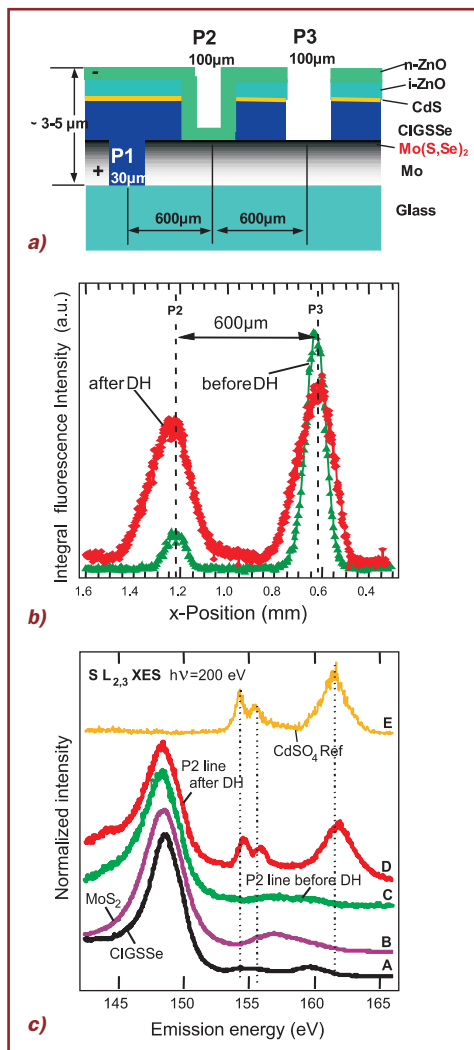 P2
P3
100µm
100µm
n-ZnO
i-ZnO
CdS
CIGSSe
Mo(S,Se)2
Mo
Glass
-
~ 3-5 µm
P1
+
30µm
600µm
600µm
a)
P2
P3
600µm
after DH
before DH
Integral fluorescence Intensity (a.u.)
1.6 1.4 1.2 1.0 0.8 0.6 0.4
x-Position (mm)
b)
S L2,3 XES hν=200 eV
E
CdSO4 Ref
P2 line
after DH
D
P2 line before DH
C
MoS2
B
CIGSSe
A
Normalized intensity
145 150 155 160 165
Emission energy (eV)
c)